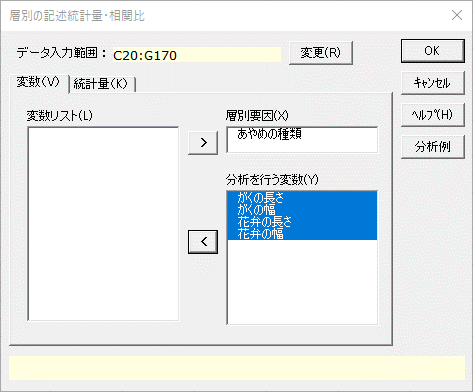 層別の記述統計量・相関比
データ入力範囲： C20:G170
変更(R)
OK
キャンセル
ヘルプ(H)
分析例
変数(V)
統計量(K)
変数リスト(L)
層別要因(X)
>
あやめの種類
分析を行う変数(Y)
がくの長さ
がくの幅
花弁の長さ
花弁の幅
<